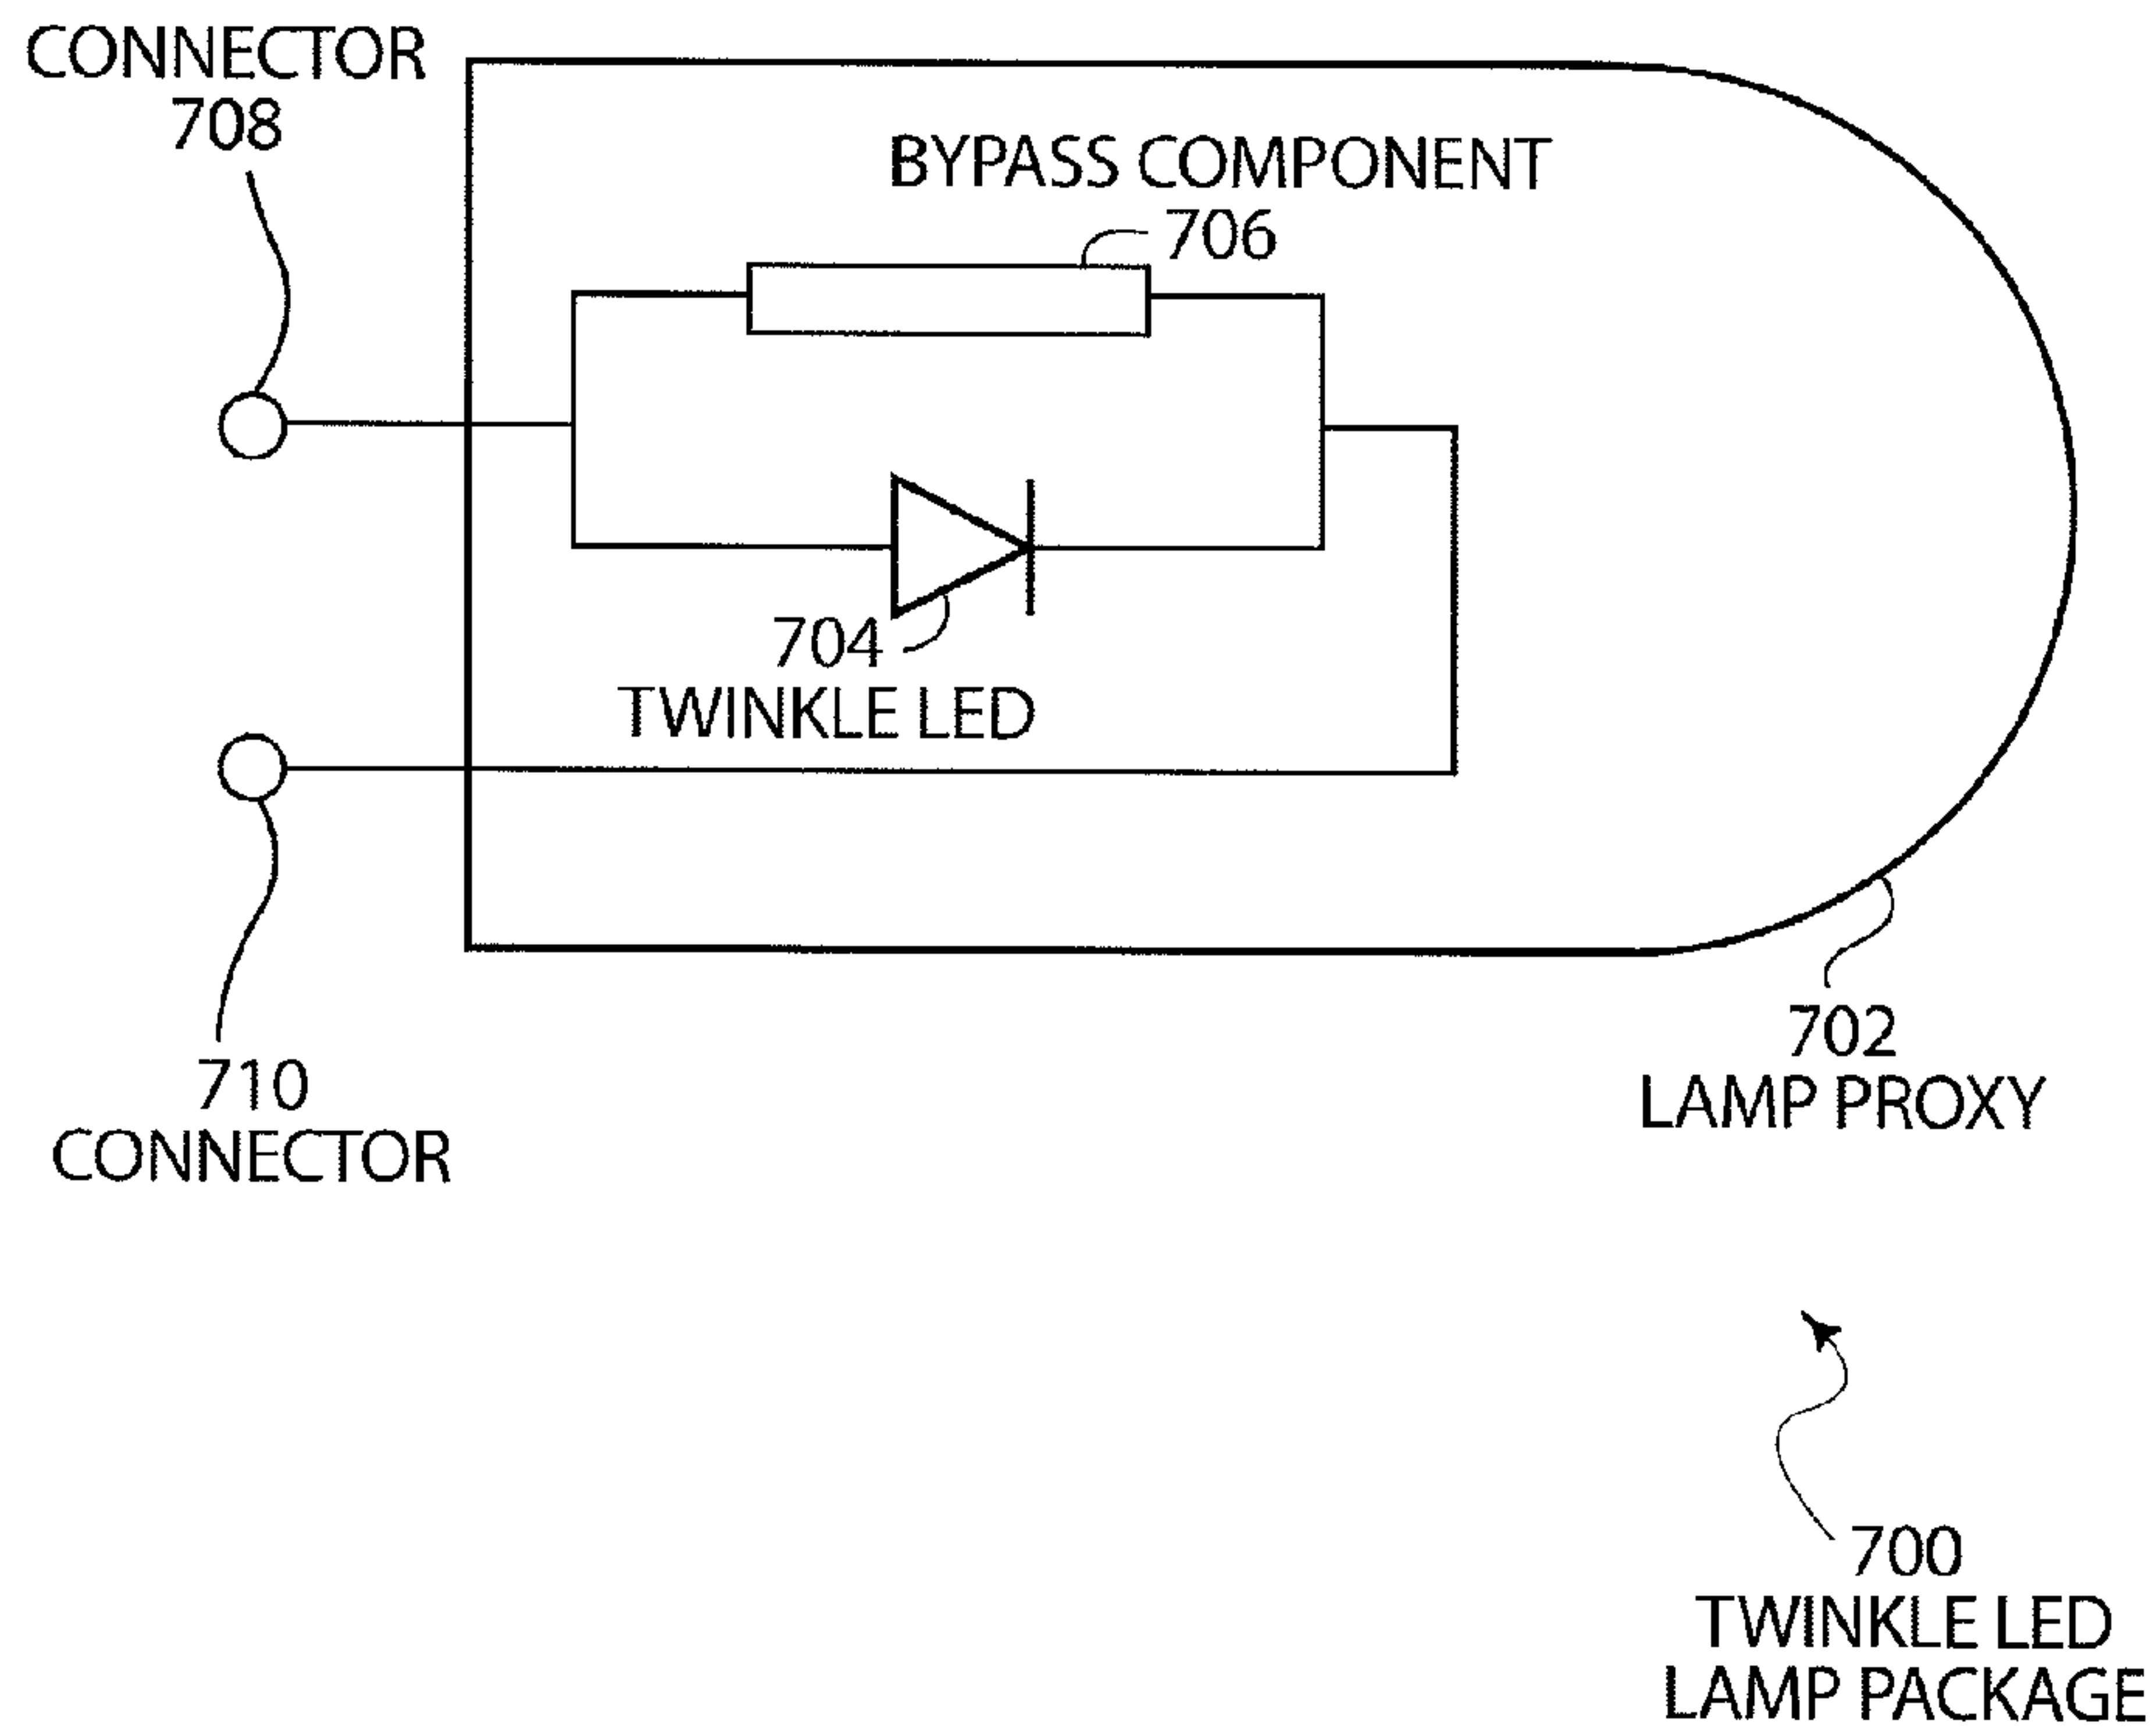 CONNECTOR
708
BYPASS COMPONENT
706
704
TWINKLE LED
710
CONNECTOR
702
LAMP PROXY
700
TWINKLE LED
LAMP PACKAGE